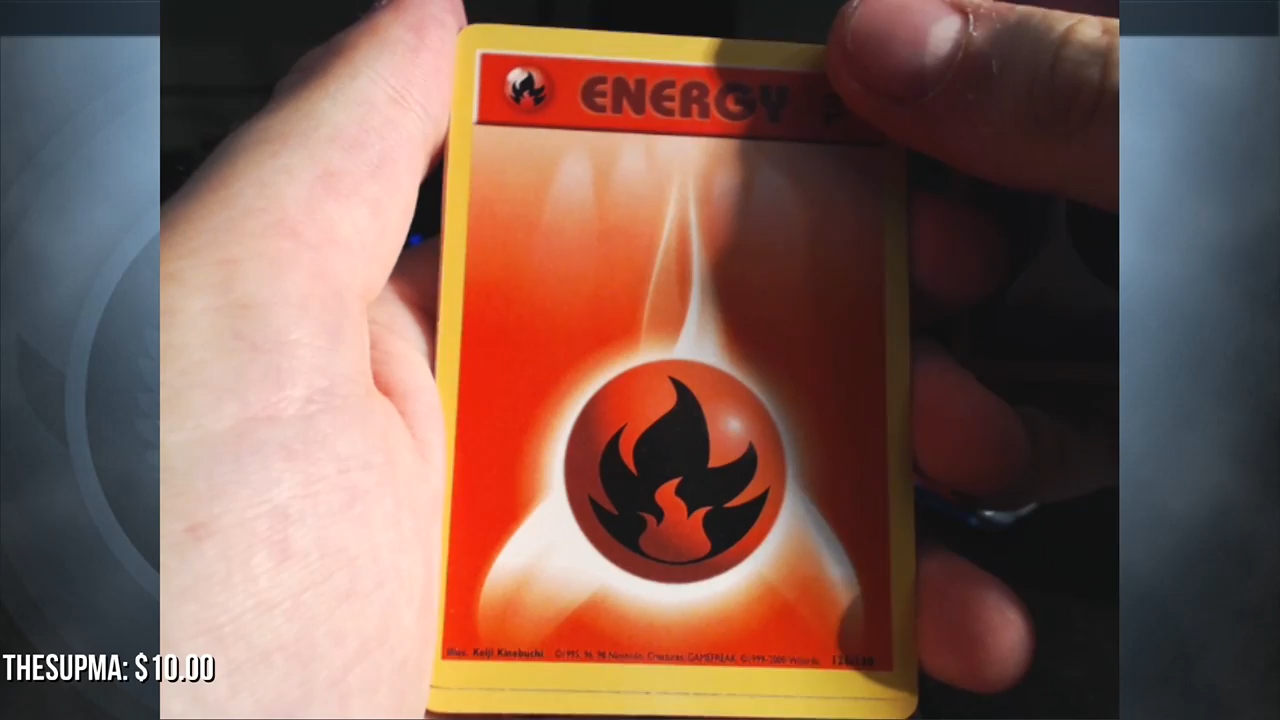 ENERGY
Illus. Keiji Kinebuchi ©1995, 96, 98 Nintendo, Creatures, GAMEFREAK. ©1999-2000 Wizards.
THESUPMA: $10.00